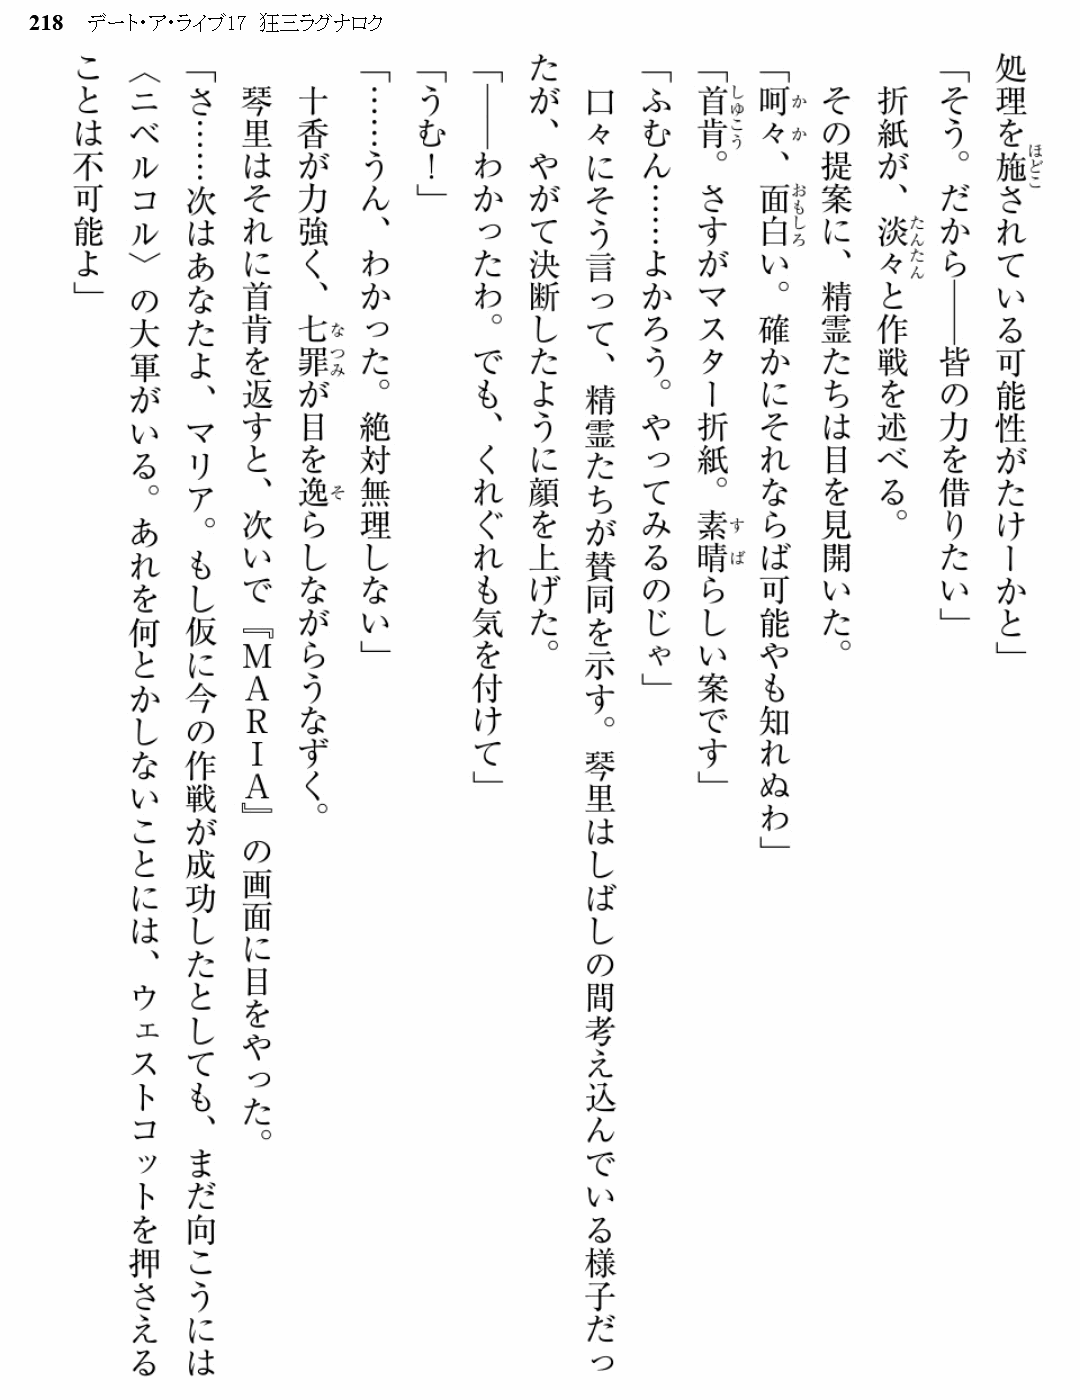 218 デート・ア・ライブ17 狂三ラグナロク
処理を施されている可能性がたけーかと」
「そう。だから――皆の力を借りたい」
折紙が、淡々と作戦を述べる。
その提案に、精霊たちは目を見開いた。
「呵々、面白い。確かにそれならば可能やも知れぬわ」
「首肯。さすがマスター折紙。素晴らしい案です」
「ふむん……よかろう。やってみるのじゃ」
口々にそう言って、精霊たちが賛同を示す。琴里はしばしの間考え込んでいる様子だっ
たが、やがて決断したように顔を上げた。
「――わかったわ。でも、くれぐれも気を付けて」
「うむ！」
「……うん、わかった。絶対無理しない」
十香が力強く、七罪が目を逸らしながらうなずく。
琴里はそれに首肯を返すと、次いで『ＭＡＲＩＡ』の画面に目をやった。
「さ……次はあなたよ、マリア。もし仮に今の作戦が成功したとしても、まだ向こうには
〈ニベルコル〉の大軍がいる。あれを何とかしないことには、ウェストコットを押さえる
ことは不可能よ」